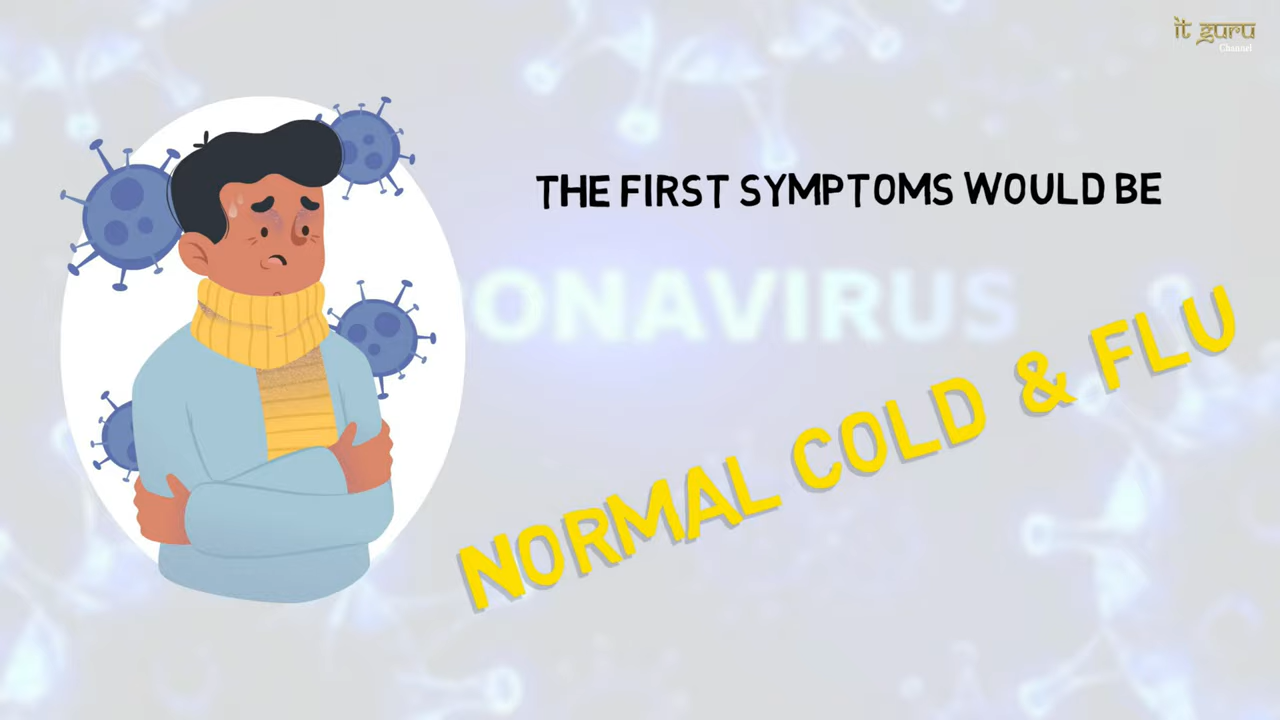 it guru
Channel
THE FIRST SYMPTOMS WOULD BE
ONAVIRUS
NORMAL COLD & FLU